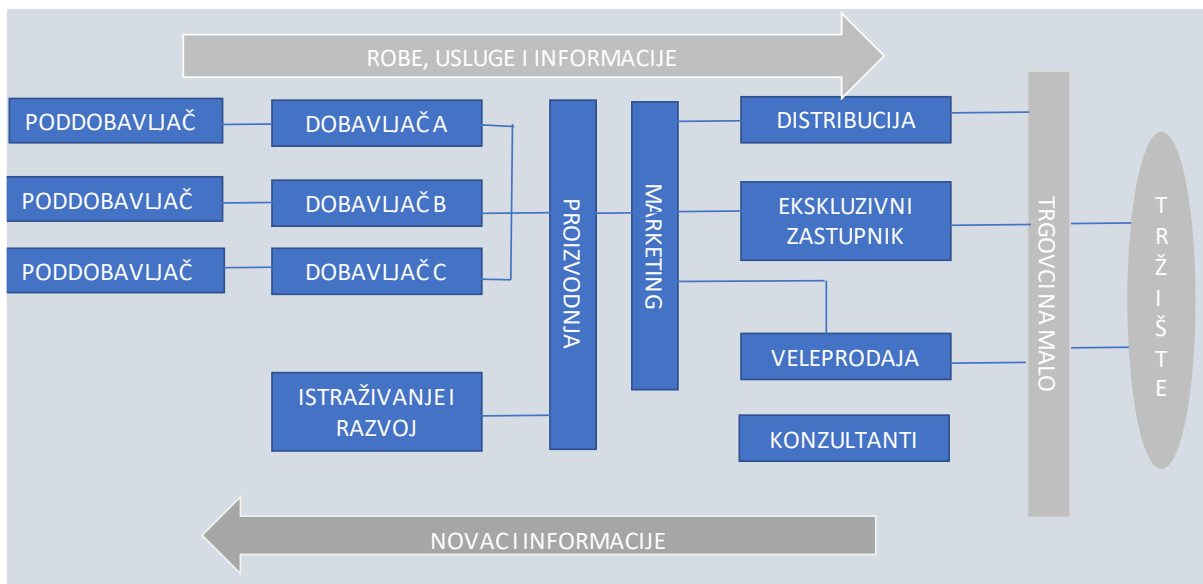 ROBE, USLUGE I INFORMACIJE
PODDOBAVLJAČ
DOBAVLJAČ A
DISTRIBUCIJA
PODDOBAVLJAČ
DOBAVLJAČ B
EKSKLUZIVNI
ZASTUPNIK
PODDOBAVLJAČ
DOBAVLJAČ C
PROIZVODNJA
MARKETING
VELEPRODAJA
ISTRAŽIVANJE I
RAZVOJ
KONZULTANTI
TRGOVCI NA MALO
TRŽIŠTE
NOVAC I INFORMACIJE